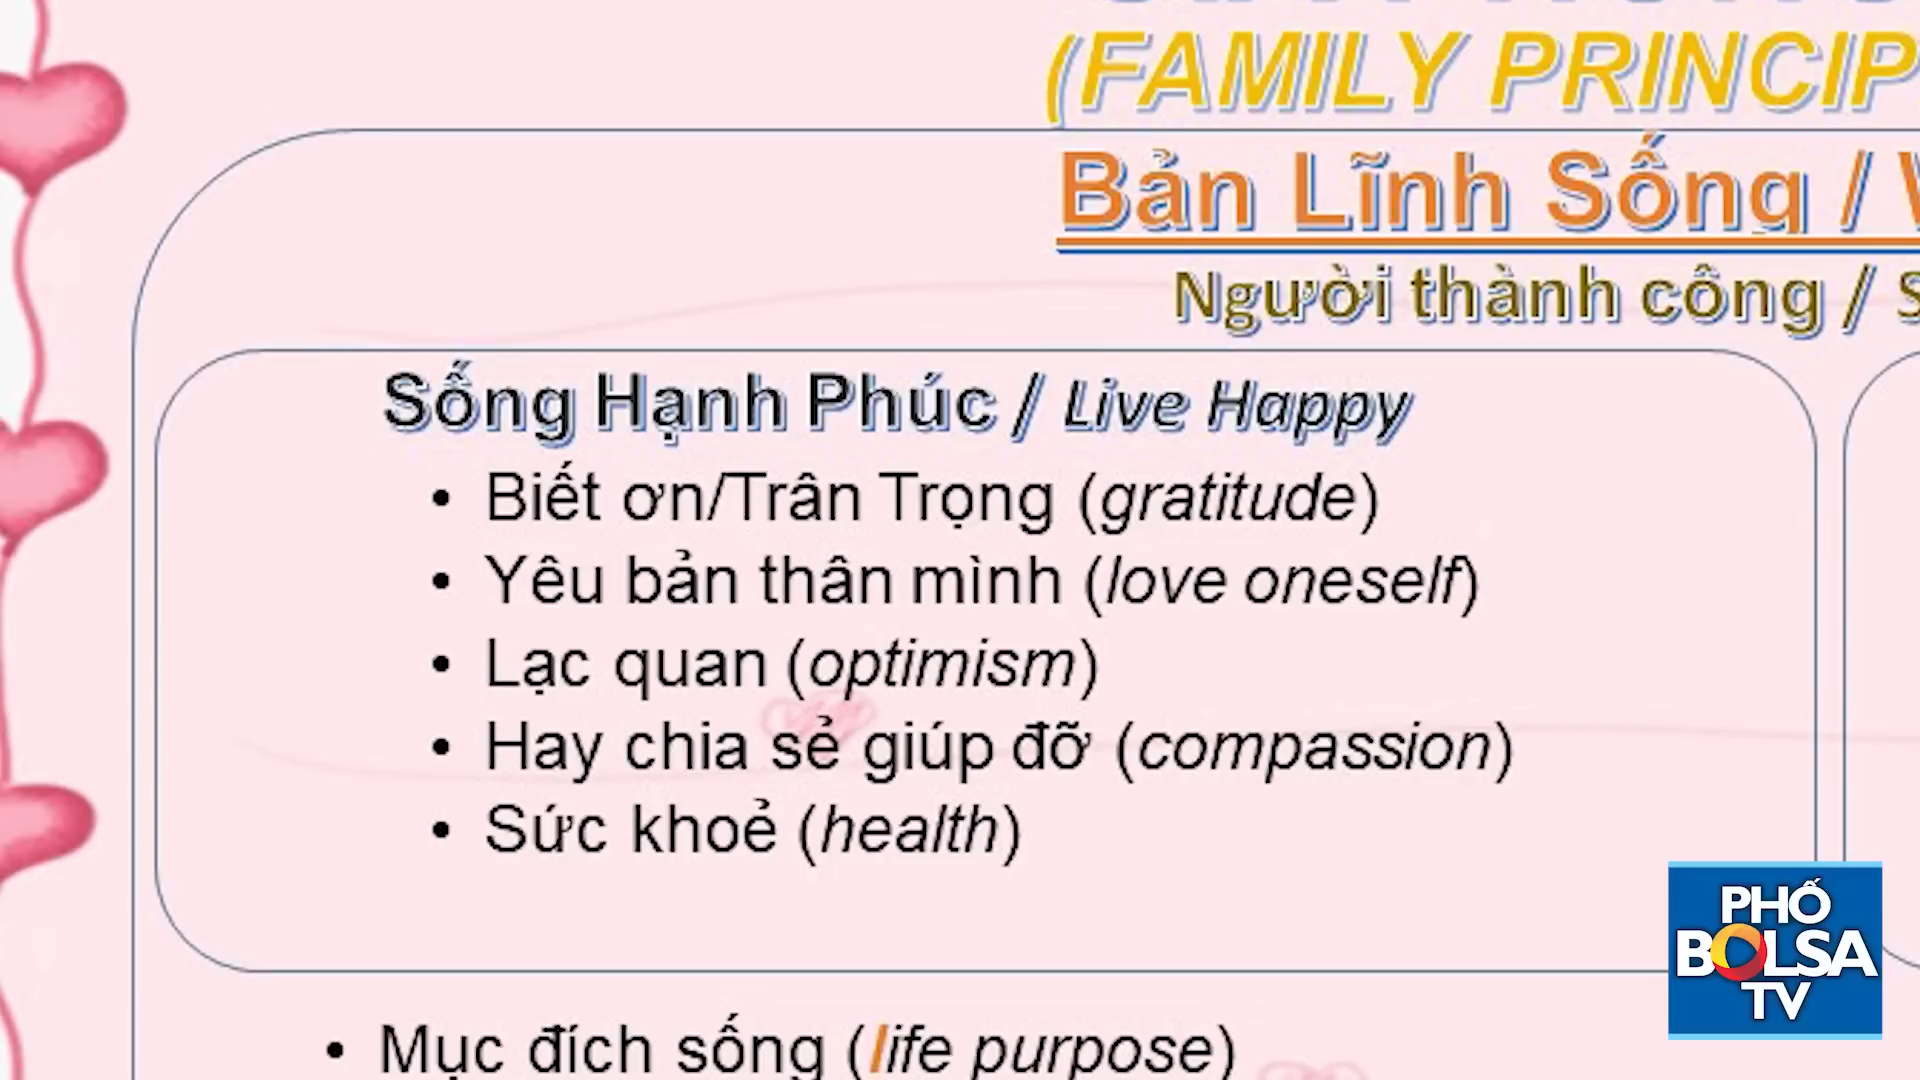 (FAMILY PRINCIP
Bản Lĩnh Sống /
Người thành công /
Sống Hạnh Phúc / Live Happy
• Biết ơn/Trân Trọng (gratitude)
• Yêu bản thân mình (love oneself)
• Lạc quan (optimism)
• Hay chia sẻ giúp đỡ (compassion)
• Sức khoẻ (health)
• Mục đích sống (life purpose)
PHỐ
BOLSA
TV